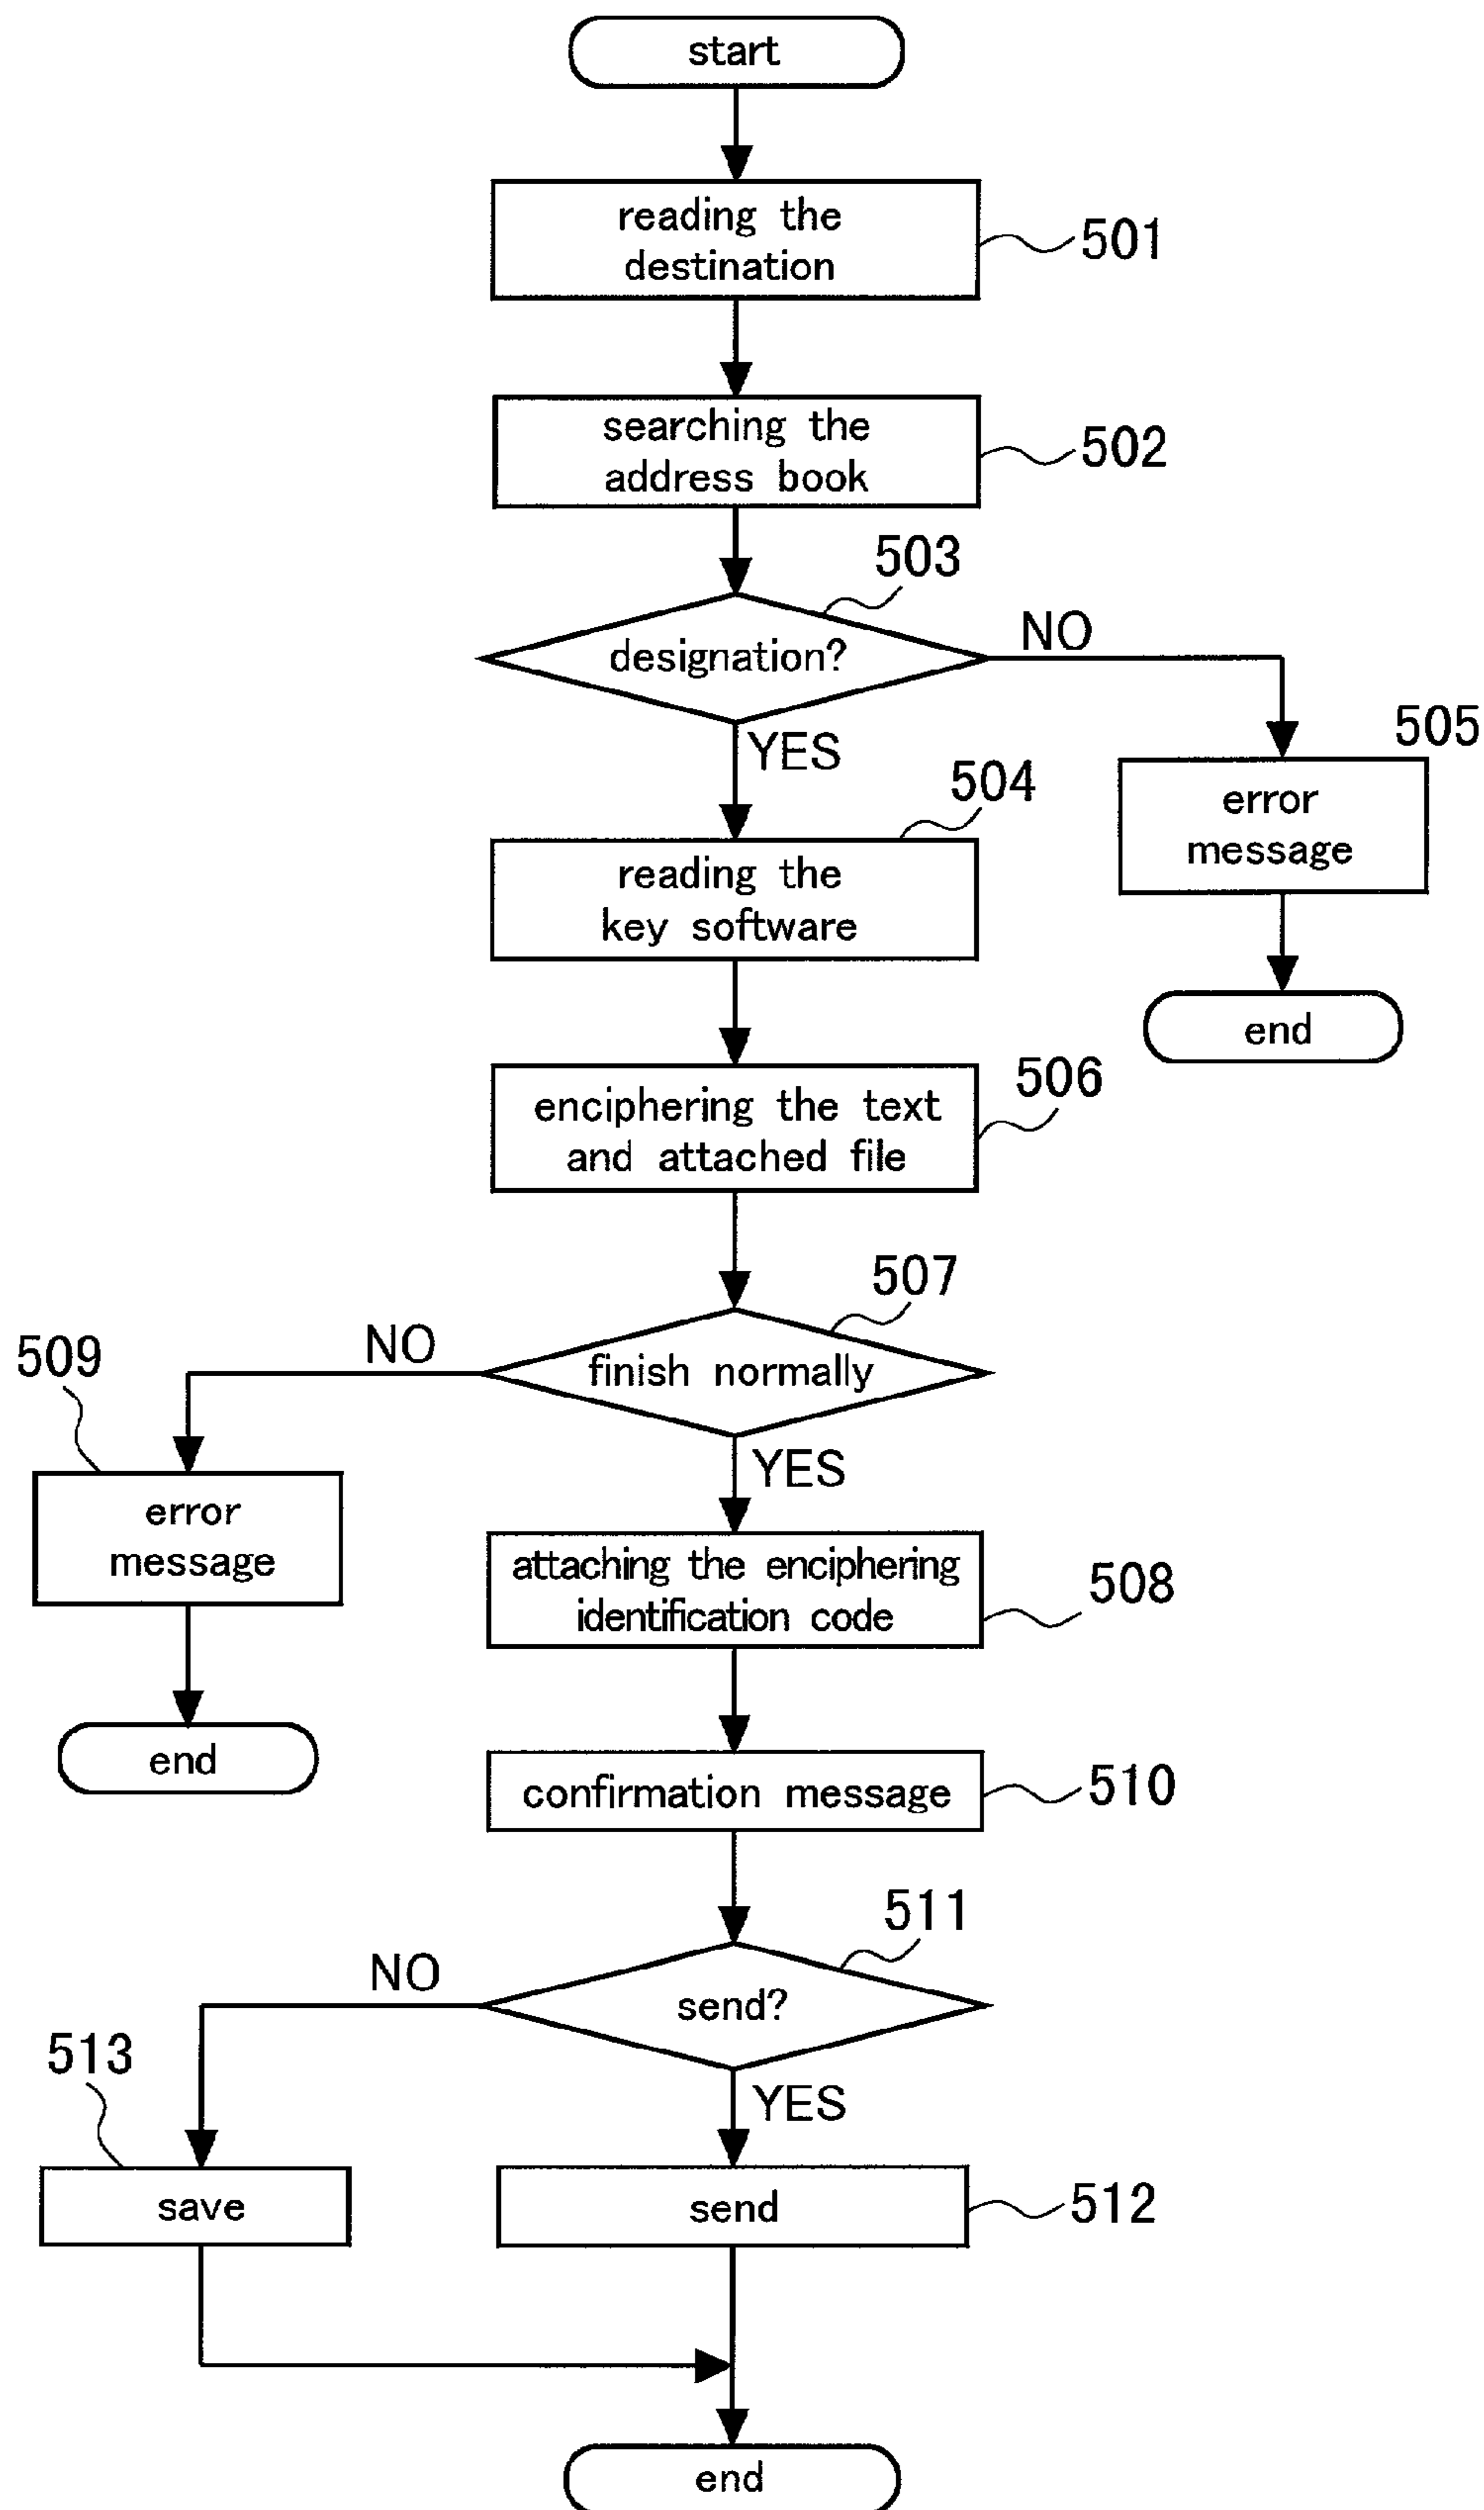 start
reading the
destination
501
searching the
address book
502
503
designation?
NO
YES
505
error
message
end
504
reading the
key software
506
enciphering the text
and attached file
507
finish normally
NO
YES
509
error
message
end
attaching the enciphering
identification code
508
confirmation message
510
511
send?
NO
YES
513
save
send
512
end